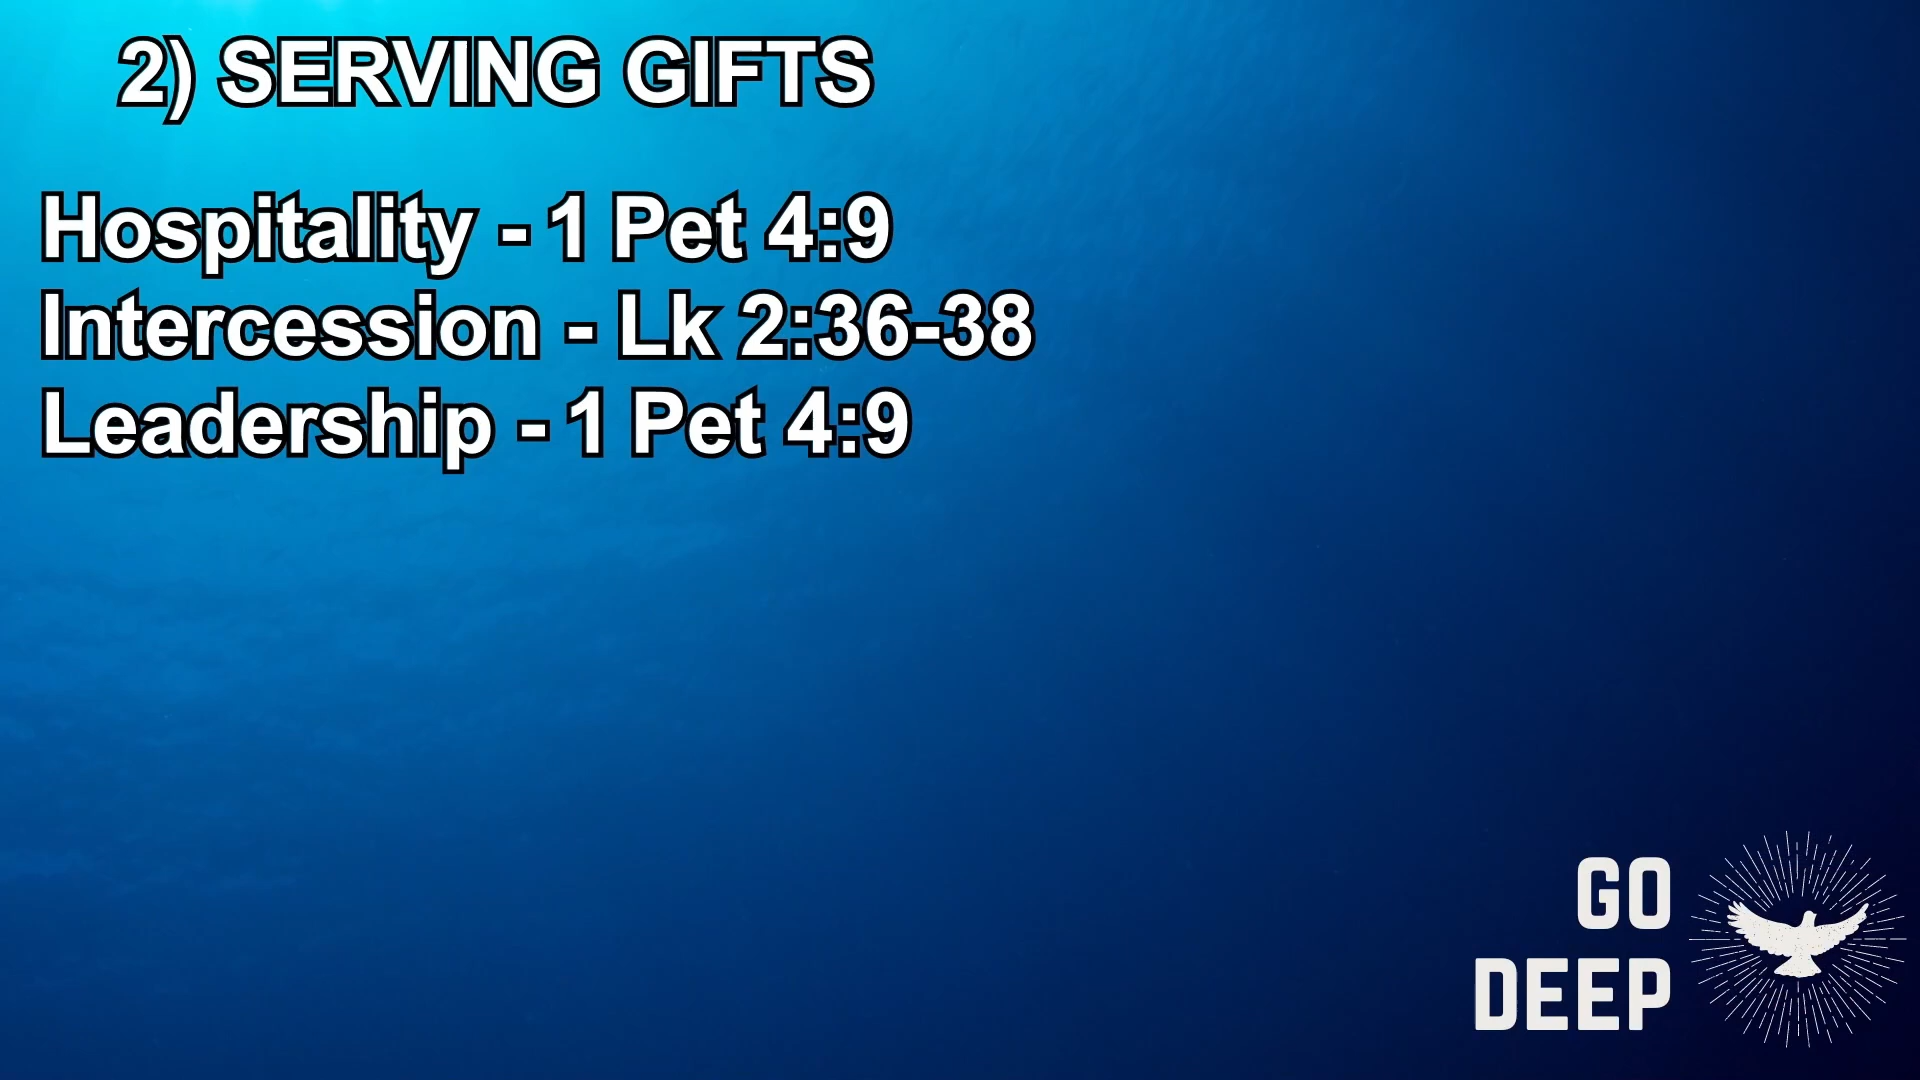 2) SERVING GIFTS
Hospitality - 1 Pet 4:9
Intercession - Lk 2:36-38
Leadership - 1 Pet 4:9
GO
DEEP